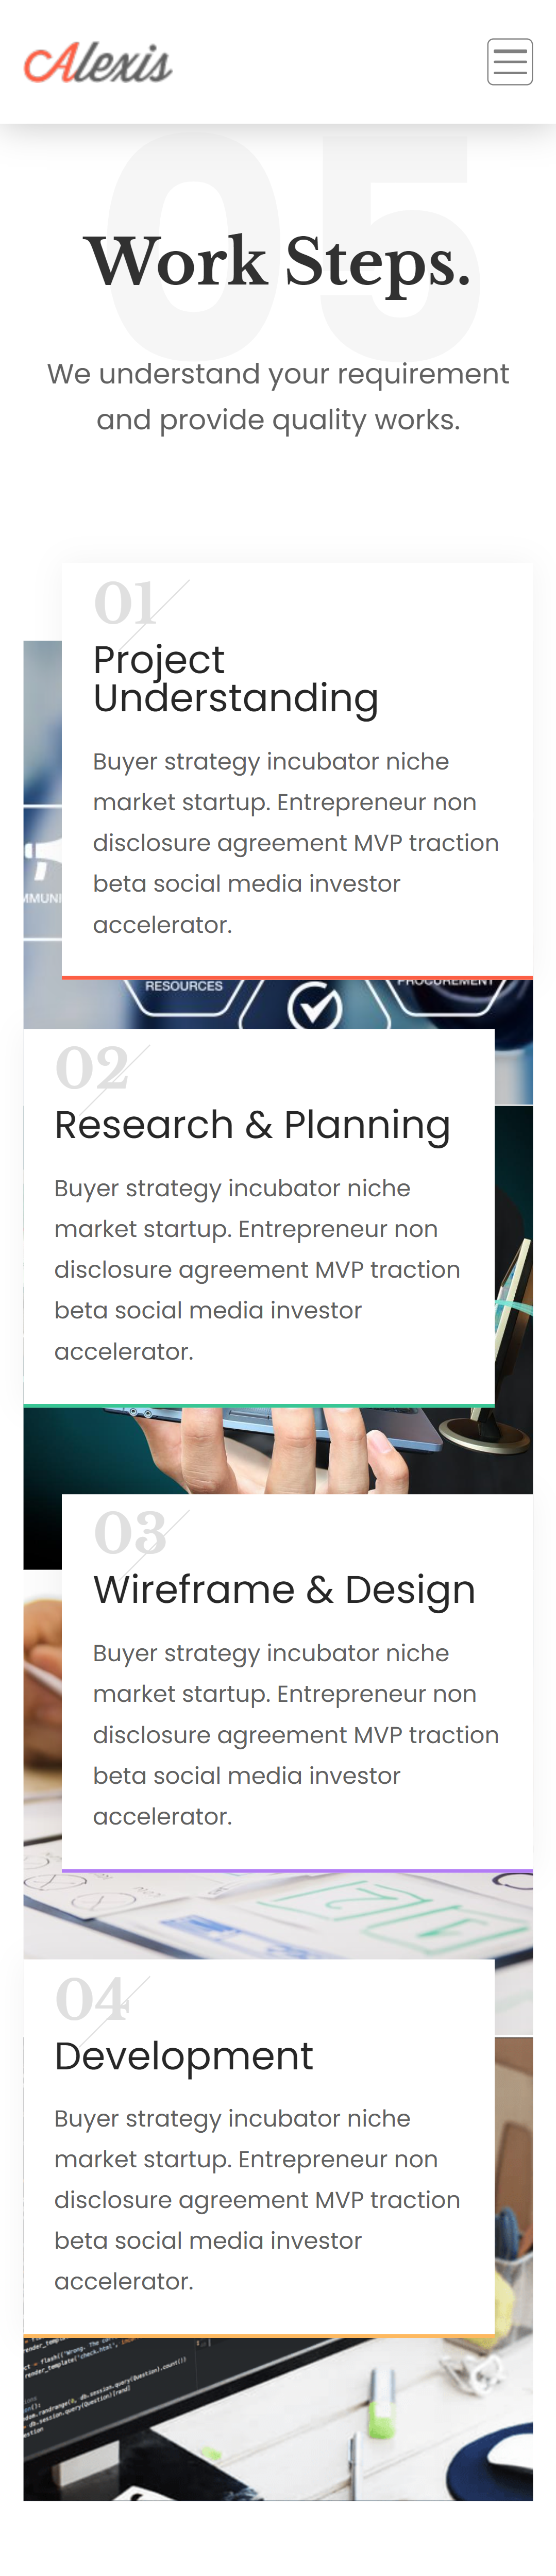 Alexis
05
Work Steps.
We understand your requirement
and provide quality works.
01
Project
Understanding
Buyer strategy incubator niche
market startup. Entrepreneur non
disclosure agreement MVP traction
beta social media investor
accelerator.
RESOURCES
PROCUREMENT
02
Research & Planning
Buyer strategy incubator niche
market startup. Entrepreneur non
disclosure agreement MVP traction
beta social media investor
accelerator.
03
Wireframe & Design
Buyer strategy incubator niche
market startup. Entrepreneur non
disclosure agreement MVP traction
beta social media investor
accelerator.
04
Development
Buyer strategy incubator niche
market startup. Entrepreneur non
disclosure agreement MVP traction
beta social media investor
accelerator.